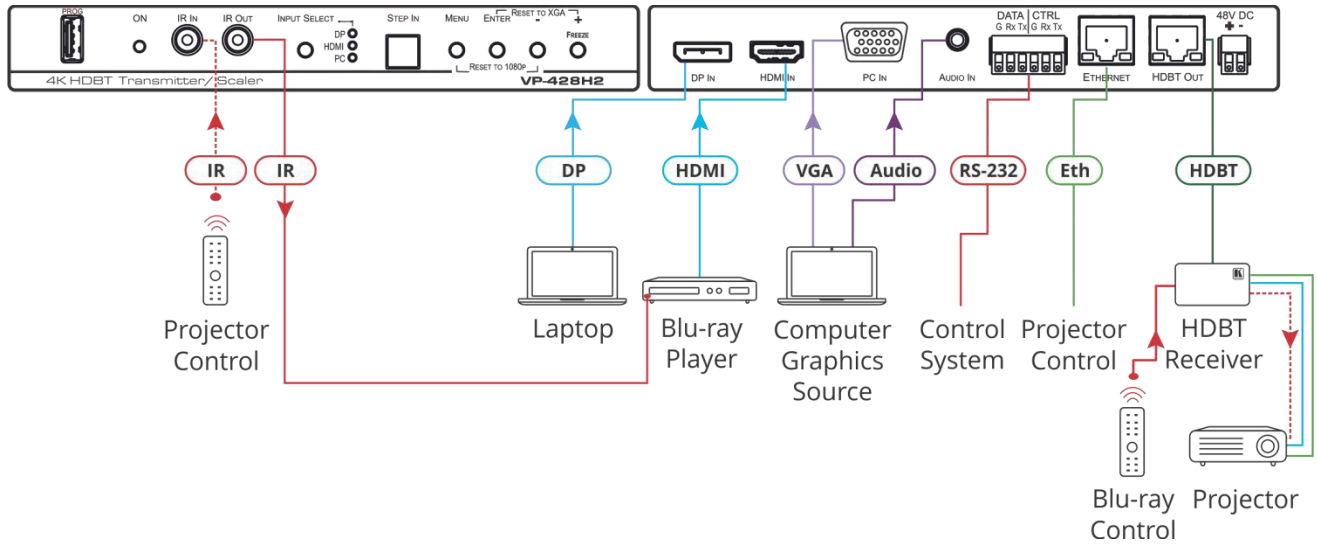 PROG
ON
IR IN
IR OUT
INPUT SELECT
DP
HDMI
PC
STEP IN
MENU
ENTER
-
+
RESET TO XGA
FREEZE
RESET TO 1080P
4K HDBT Transmitter/Scaler
VP-428H2
DP IN
HDMI IN
PC IN
AUDIO IN
DATA CTRL
G Rx Tx G Rx Tx
ETHERNET
HDBT OUT
48V DC
+ -
IR
IR
DP
HDMI
VGA
Audio
RS-232
Eth
HDBT
Projector
Control
Laptop
Blu-ray
Player
Computer
Graphics
Source
Control
System
Projector
Control
HDBT
Receiver
K
Blu-ray
Control
Projector